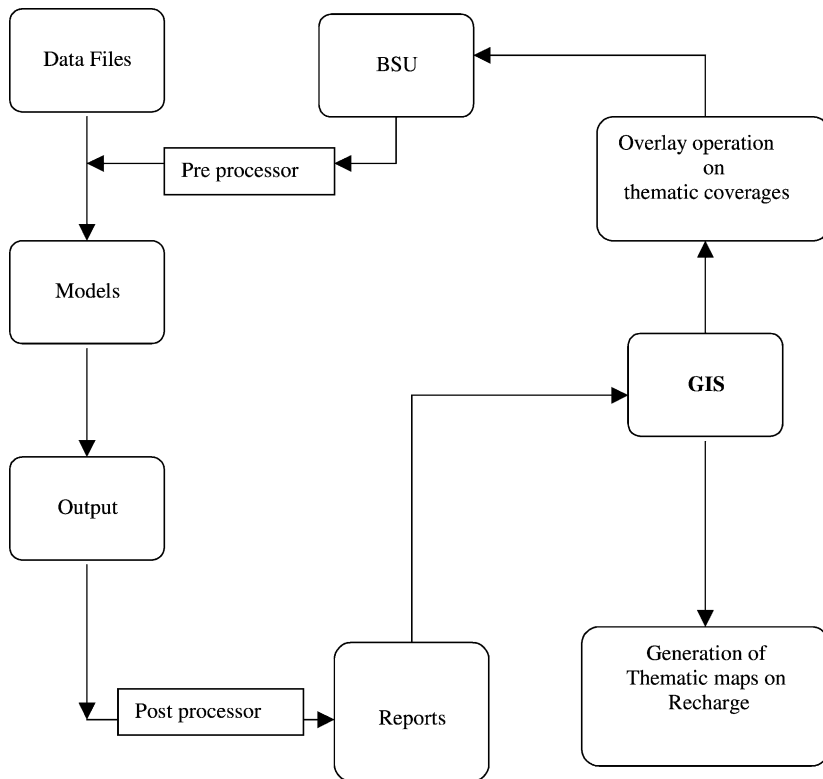 Data Files
BSU
Overlay operation
on
thematic coverages
Pre processor
Models
GIS
Output
Generation of
Thematic maps on
Recharge
Post processor
Reports